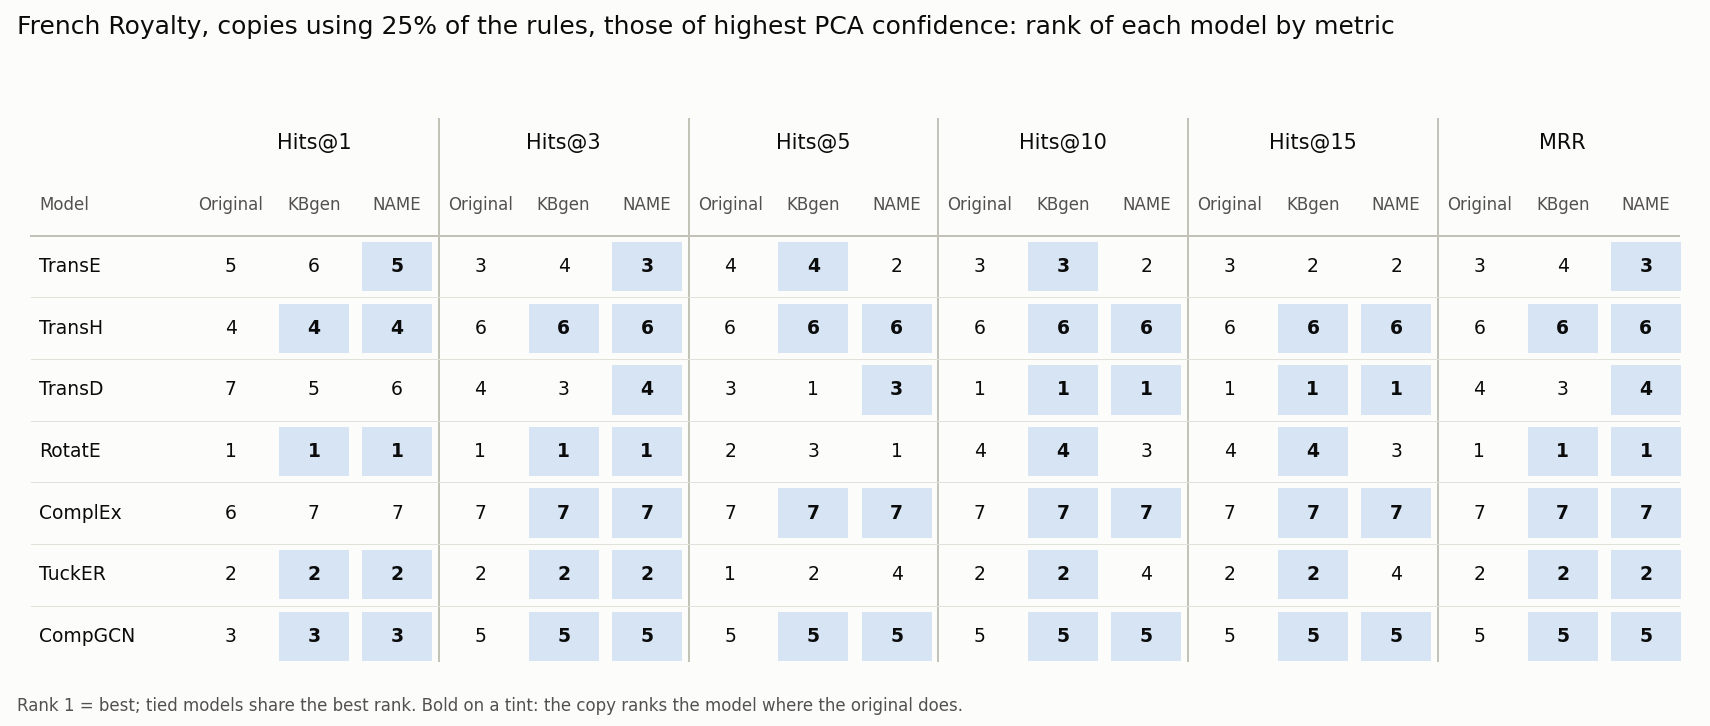 French Royalty, copies using 25% of the rules, those of highest PCA confidence: rank of each model by metric
Hits@1 Hits@3 Hits@5 Hits@10 Hits@15 MRR
Model Original KBgen NAME Original KBgen NAME Original KBgen NAME Original KBgen NAME Original KBgen NAME Original KBgen NAME
TransE 5 6 5 3 4 3 4 4 2 3 3 2 3 2 2 3 4 3
TransH 4 4 4 6 6 6 6 6 6 6 6 6 6 6 6 6 6 6
TransD 7 5 6 4 3 4 3 1 3 1 1 1 1 1 1 4 3 4
RotatE 1 1 1 1 1 1 2 3 1 4 4 3 4 4 3 1 1 1
ComplEx 6 7 7 7 7 7 7 7 7 7 7 7 7 7 7 7 7 7
TuckER 2 2 2 2 2 2 1 2 4 2 2 4 2 2 4 2 2 2
CompGCN 3 3 3 5 5 5 5 5 5 5 5 5 5 5 5 5 5 5
Rank 1 = best; tied models share the best rank. Bold on a tint: the copy ranks the model where the original does.